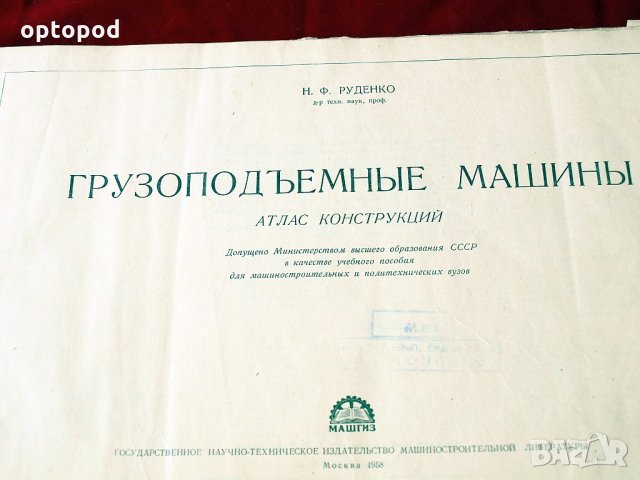 optopod
Н. Ф. РУДЕНКО
д-р техн. наук, проф.
ГРУЗОПОДЪЕМНЫЕ МАШИНЫ
АТЛАС КОНСТРУКЦИЙ
Допущено Министерством высшего образования СССР
в качестве учебного пособия
для машиностроительных и политехнических вузов
МАШГИЗ
ГОСУДАРСТВЕННОЕ НАУЧНО-ТЕХНИЧЕСКОЕ ИЗДАТЕЛЬСТВО МАШИНОСТРОИТЕЛЬНОЙ ЛИТЕРАТУРЫ
Москва 1958
BAZAR